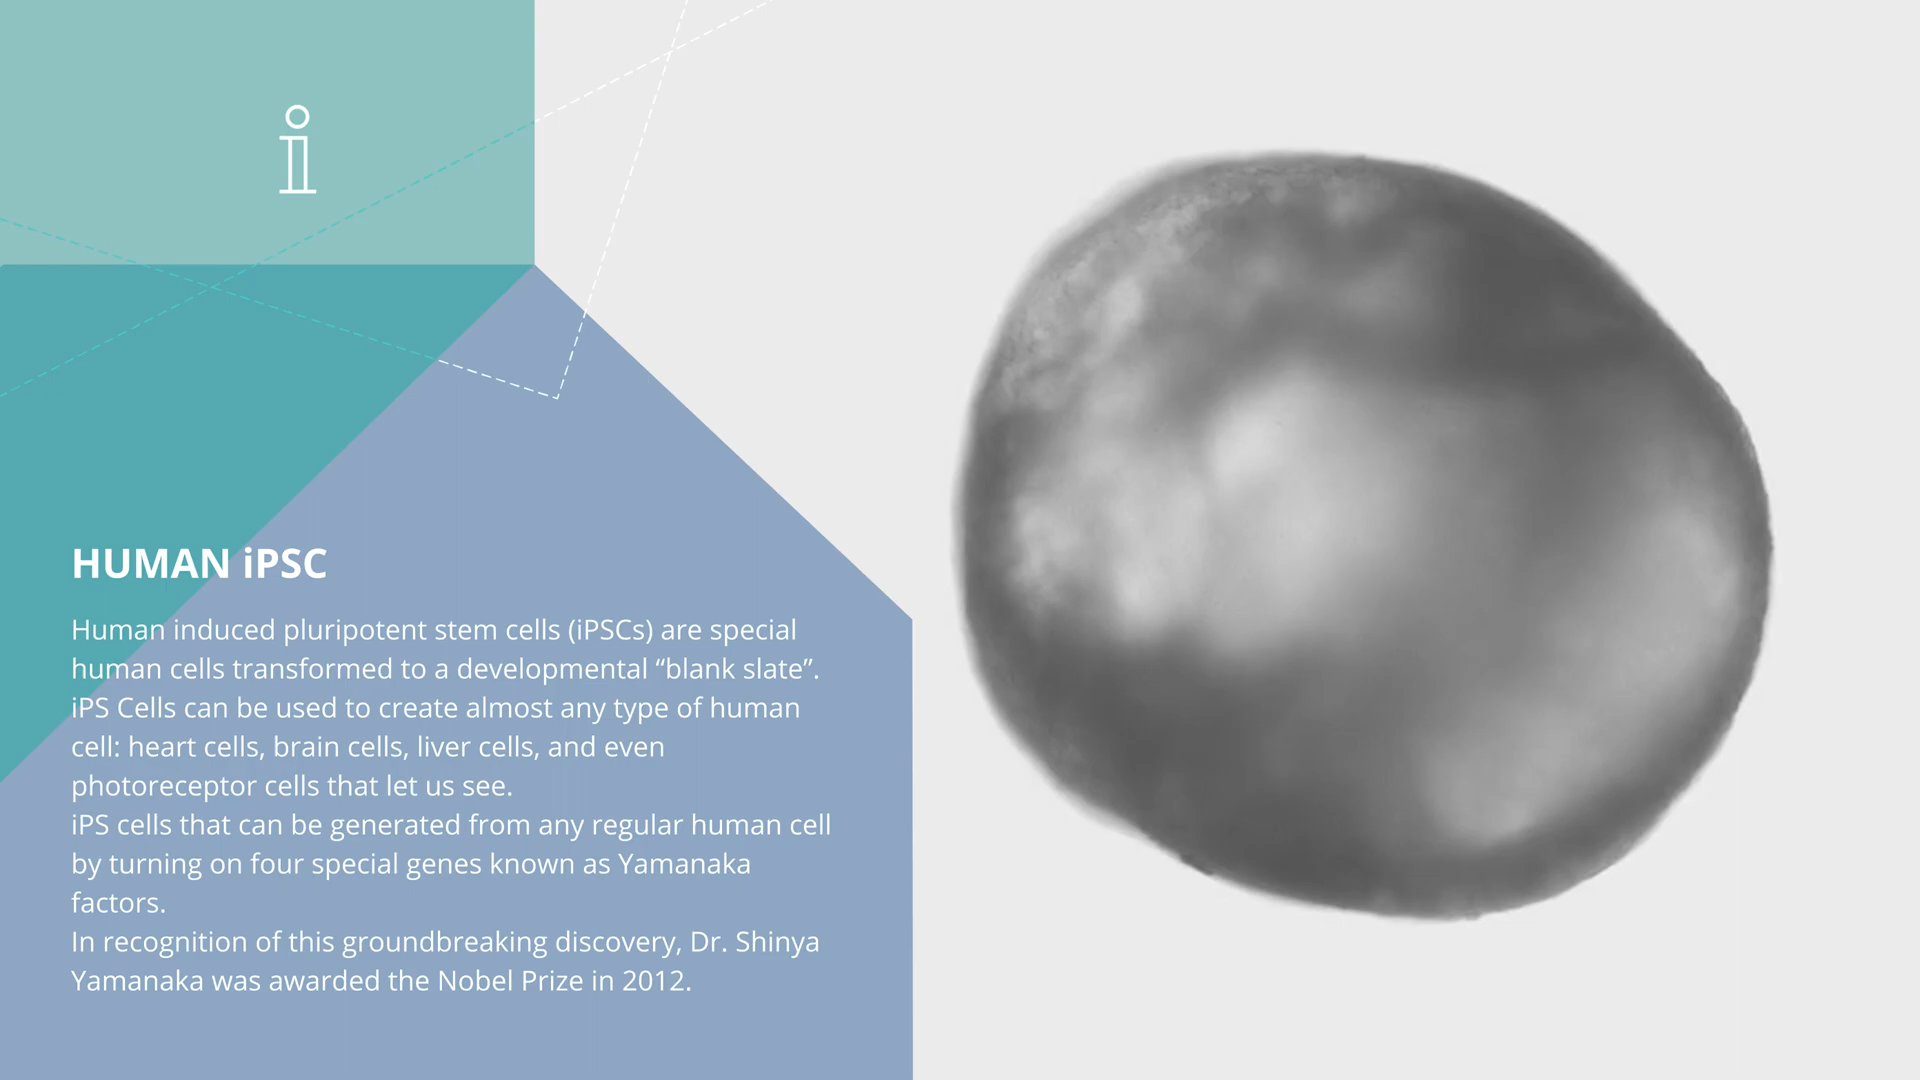 i
HUMAN iPSC
Human induced pluripotent stem cells (iPSCs) are special
human cells transformed to a developmental “blank slate”.
iPS Cells can be used to create almost any type of human
cell: heart cells, brain cells, liver cells, and even
photoreceptor cells that let us see.
iPS cells that can be generated from any regular human cell
by turning on four special genes known as Yamanaka
factors.
In recognition of this groundbreaking discovery, Dr. Shinya
Yamanaka was awarded the Nobel Prize in 2012.